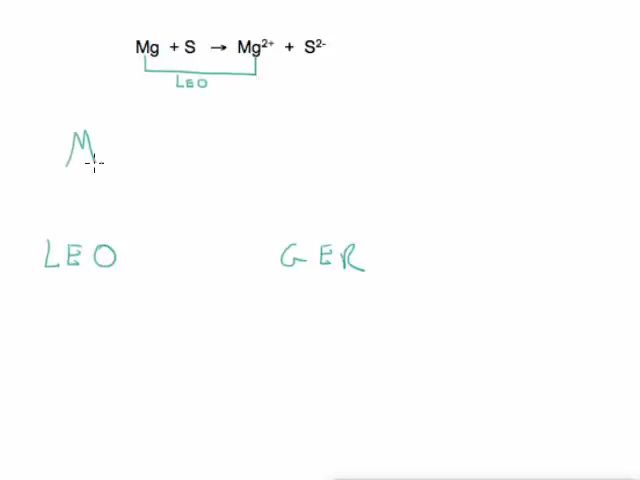 Mg + S → Mg²⁺ + S²⁻
LEO
M
LEO GER